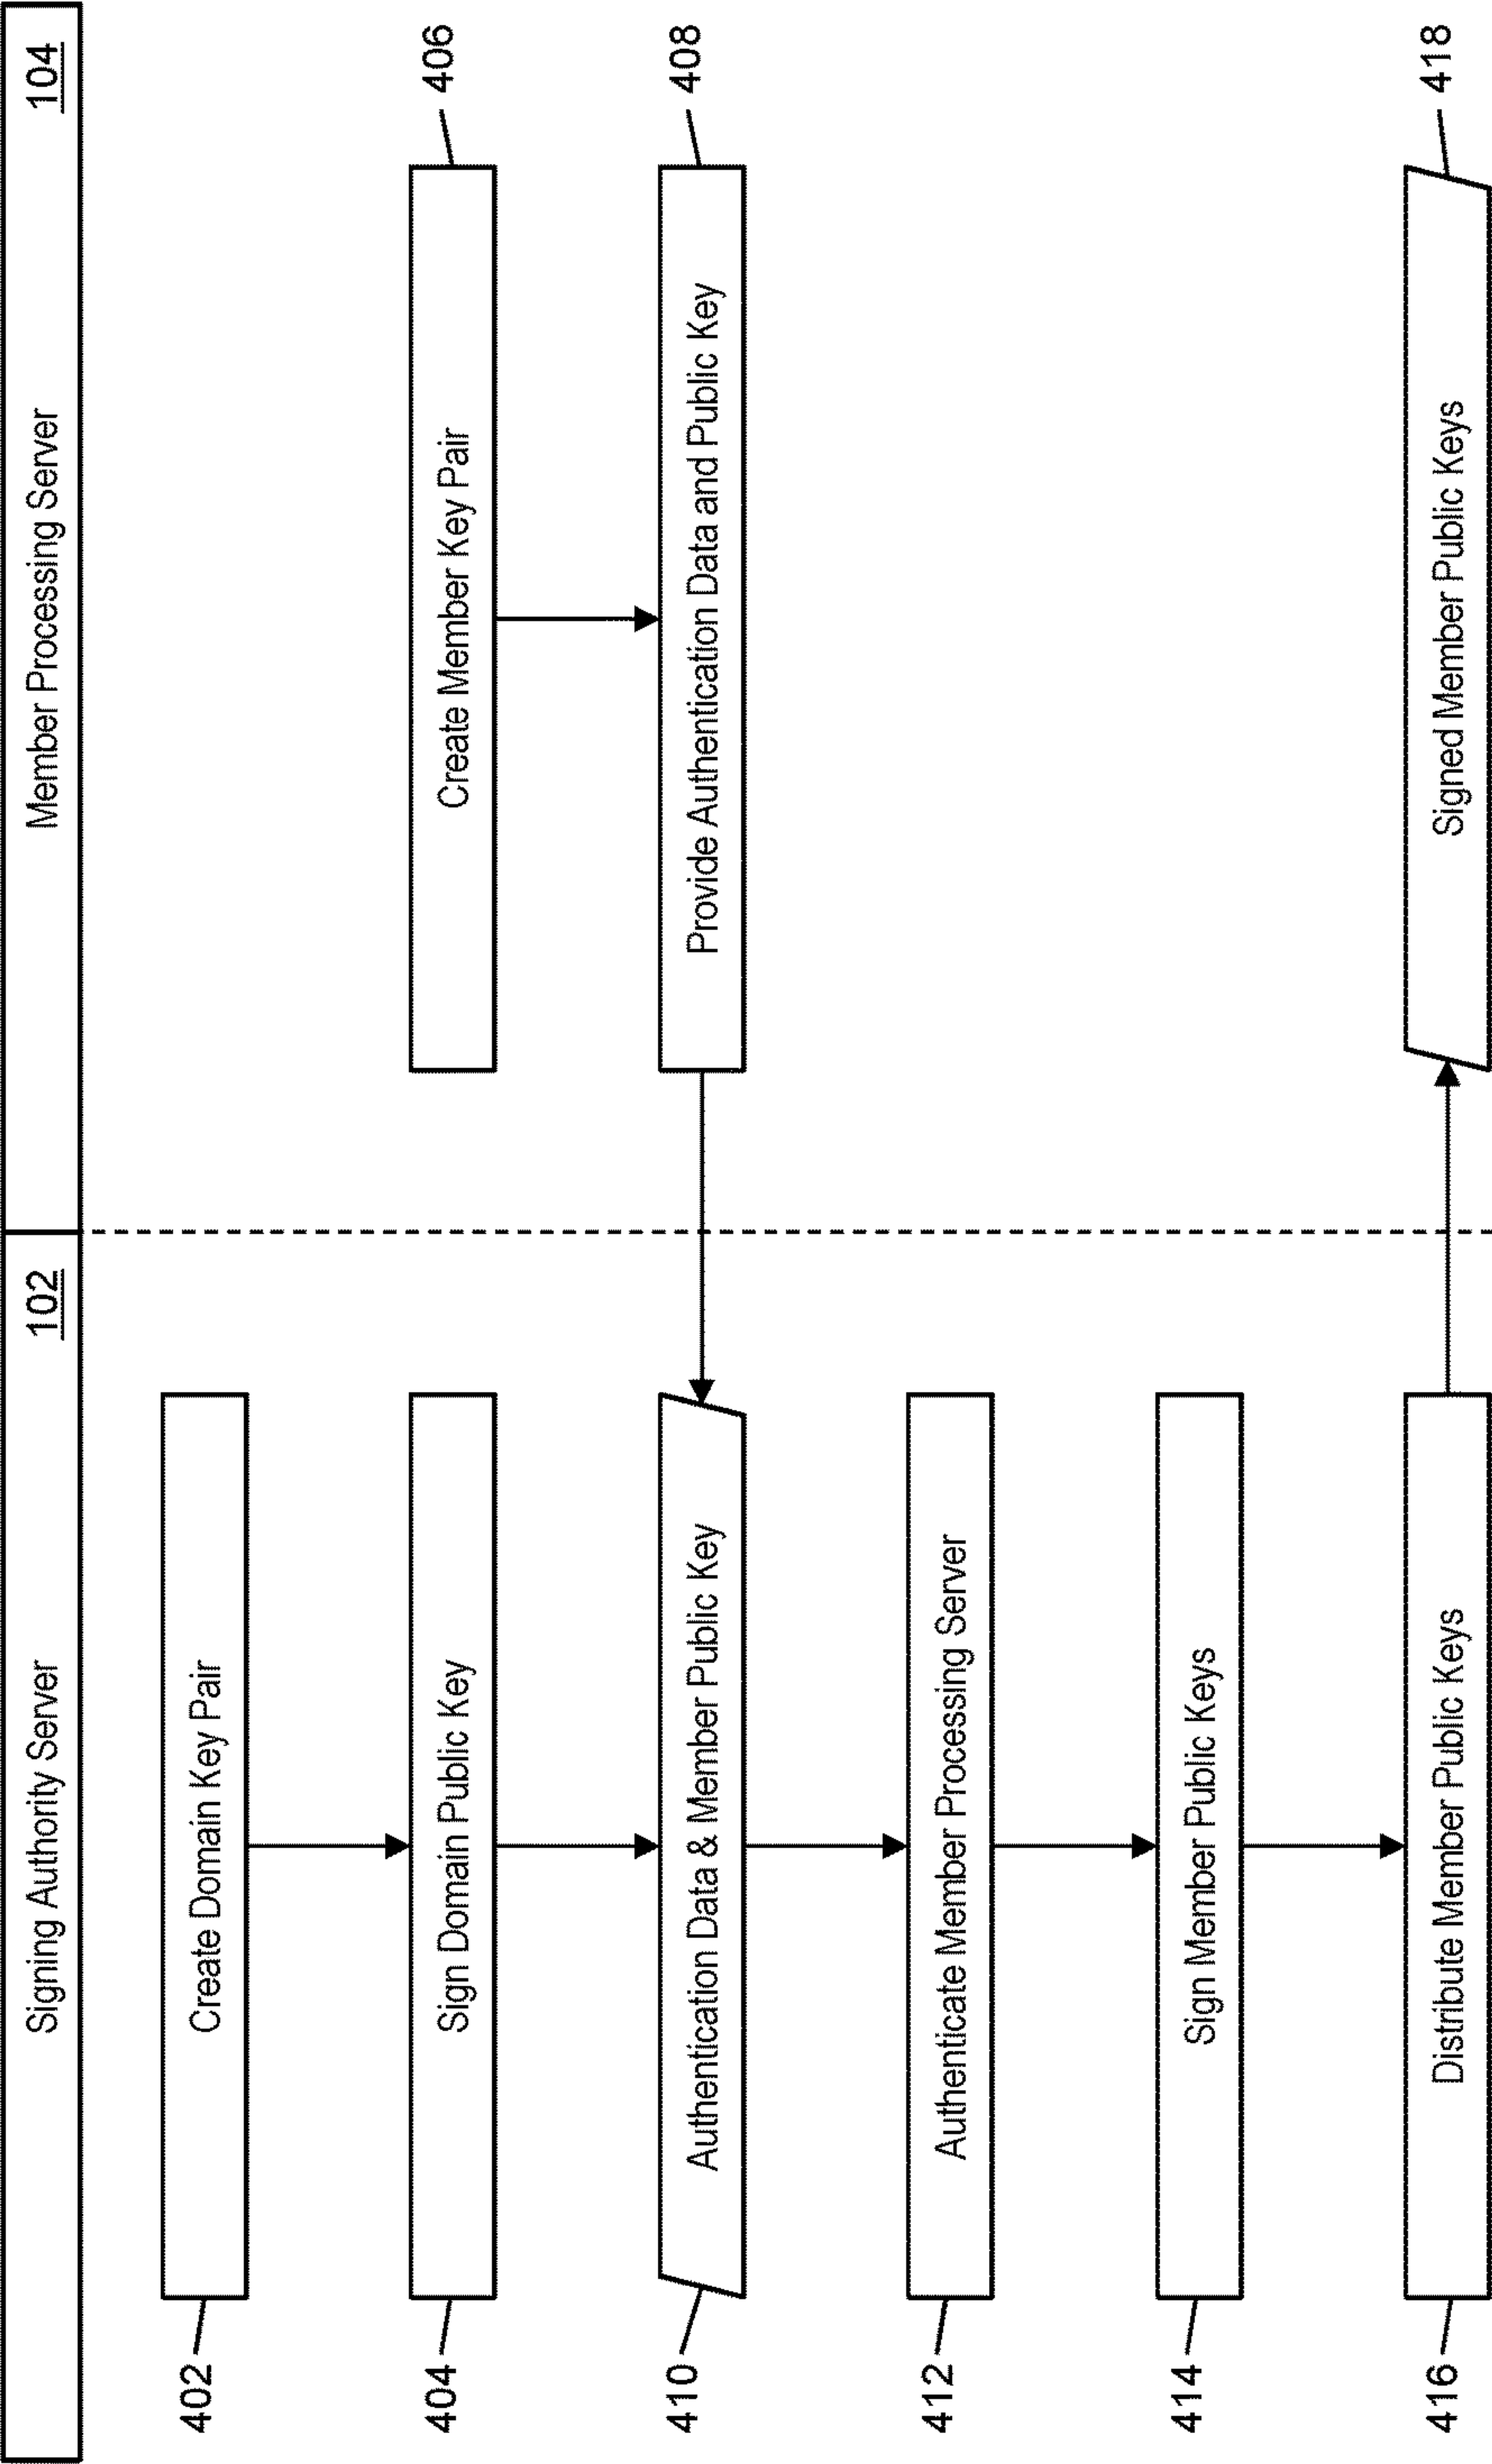 Signing Authority Server
102
Member Processing Server
104
402
Create Domain Key Pair
404
Sign Domain Public Key
Create Member Key Pair
406
410
Authentication Data & Member Public Key
Provide Authentication Data and Public Key
408
412
Authenticate Member Processing Server
414
Sign Member Public Keys
416
Distribute Member Public Keys
Signed Member Public Keys
418